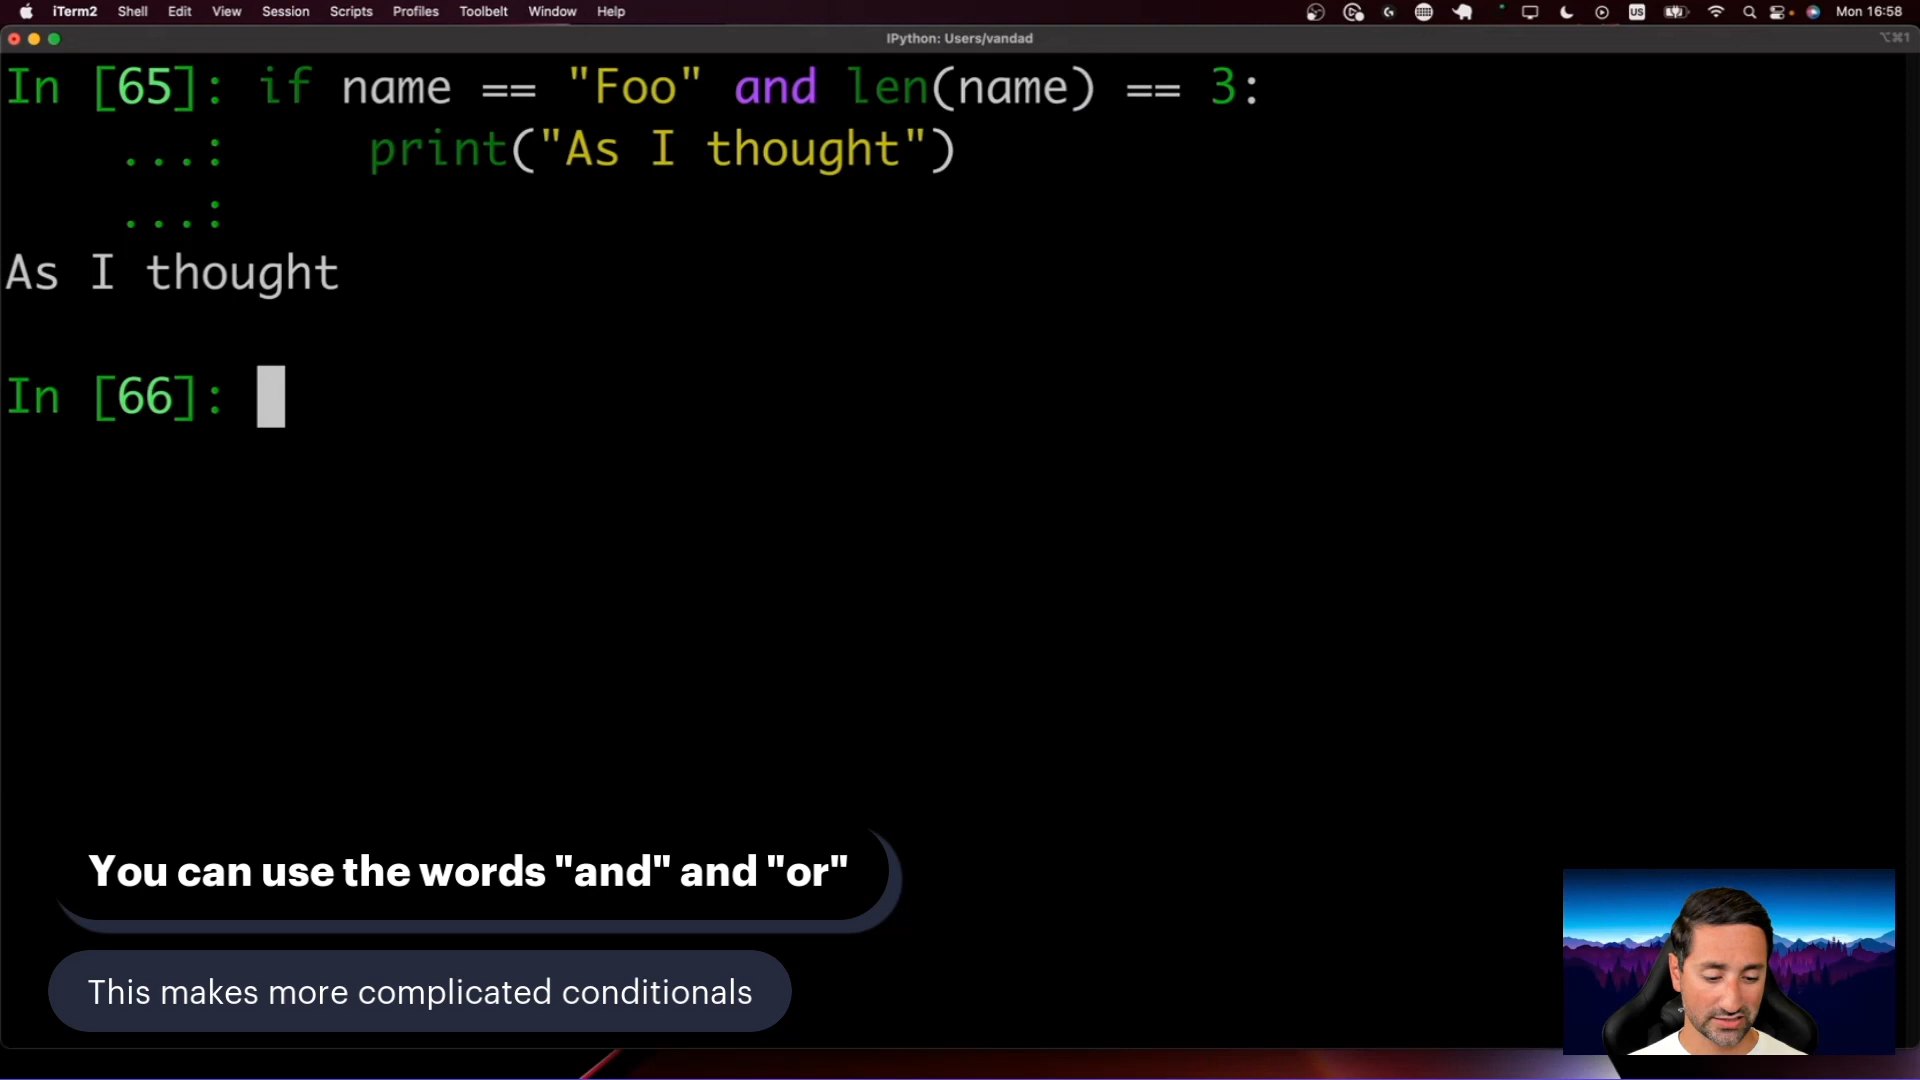 iTerm2 Shell Edit View Session Scripts Profiles Toolbelt Window Help US Mon 16:58
IPython: Users/vandad ⌥⌘1
In [65]: if name == "Foo" and len(name) == 3:
...: print("As I thought")
...:
As I thought
In [66]:
You can use the words "and" and "or"
This makes more complicated conditionals